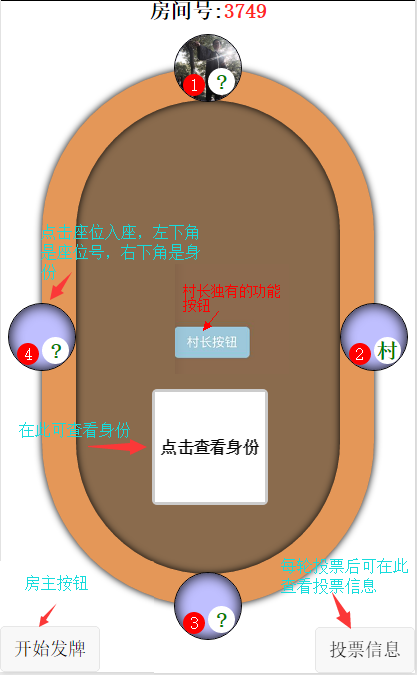 房间号:3749
1 ?
点击座位入座，左下角
是座位号，右下角是身
份
村长独有的功能
按钮
村长按钮
4 ?
2 村
在此可查看身份
点击查看身份
每轮投票后可在此
查看投票信息
房主按钮
3 ?
开始发牌
投票信息